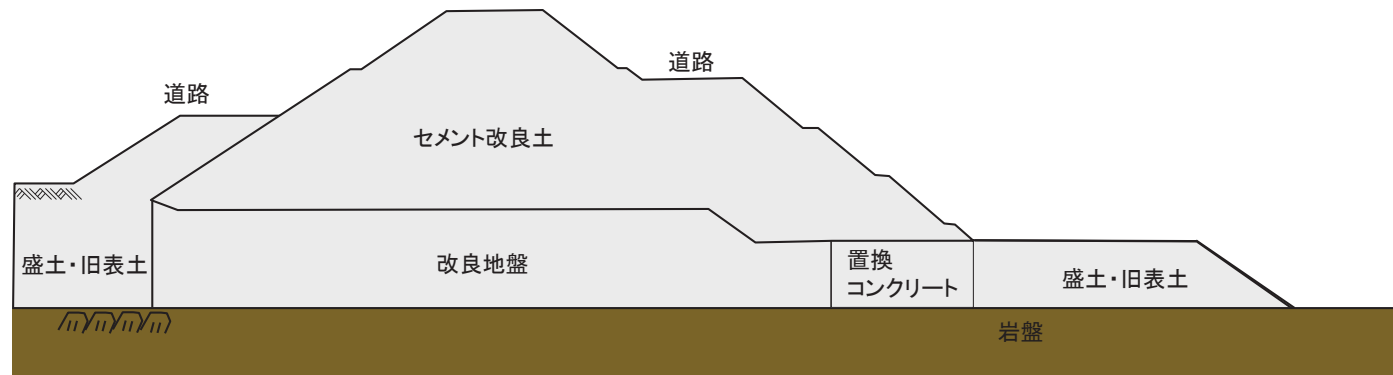 道路
道路
セメント改良土
盛土・旧表土
改良地盤
置換
コンクリート
盛土・旧表土
岩盤